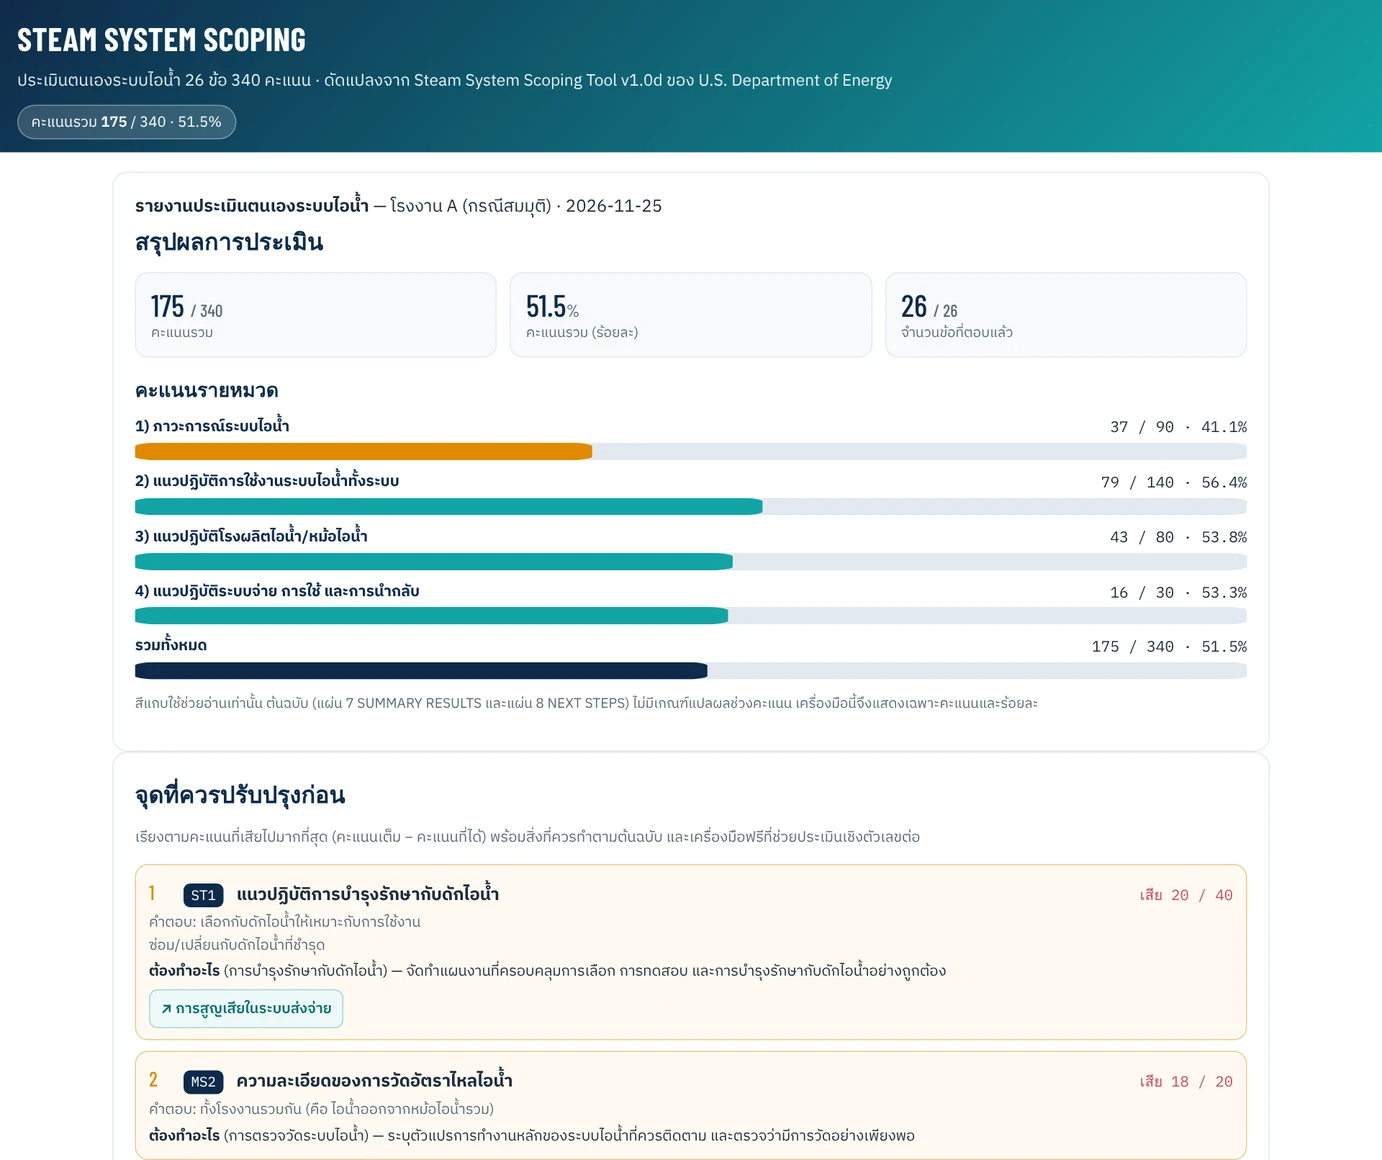 STEAM SYSTEM SCOPING
ประเมินตนเองระบบไอน้ำ 26 ข้อ 340 คะแนน · ดัดแปลงจาก Steam System Scoping Tool v1.0d ของ U.S. Department of Energy
คะแนนรวม 175 / 340 · 51.5%
รายงานประเมินตนเองระบบไอน้ำ — โรงงาน A (กรณีสมมุติ) · 2026-11-25
สรุปผลการประเมิน
175 / 340
คะแนนรวม
51.5%
คะแนนรวม (ร้อยละ)
26 / 26
จำนวนข้อที่ตอบแล้ว
คะแนนรายหมวด
1) ภาวะการณ์ระบบไอน้ำ 37 / 90 · 41.1%
2) แนวปฏิบัติการใช้งานระบบไอน้ำทั้งระบบ 79 / 140 · 56.4%
3) แนวปฏิบัติโรงผลิตไอน้ำ/หม้อไอน้ำ 43 / 80 · 53.8%
4) แนวปฏิบัติระบบจ่าย การใช้ และการนำกลับ 16 / 30 · 53.3%
รวมทั้งหมด 175 / 340 · 51.5%
สีแถบใช้ช่วยอ่านเท่านั้น ต้นฉบับ (แผ่น 7 SUMMARY RESULTS และแผ่น 8 NEXT STEPS) ไม่มีเกณฑ์แปลผลช่วงคะแนน เครื่องมือนี้จึงแสดงเฉพาะคะแนนและร้อยละ
จุดที่ควรปรับปรุงก่อน
เรียงตามคะแนนที่เสียไปมากที่สุด (คะแนนเต็ม − คะแนนที่ได้) พร้อมสิ่งที่ควรทำตามต้นฉบับ และเครื่องมือฟรีที่ช่วยประเมินเชิงตัวเลขต่อ
1 ST1 แนวปฏิบัติการบำรุงรักษากับดักไอน้ำ เสีย 20 / 40
คำตอบ: เลือกกับดักไอน้ำให้เหมาะกับการใช้งาน
ซ่อม/เปลี่ยนกับดักไอน้ำที่ชำรุด
ต้องทำอะไร (การบำรุงรักษากับดักไอน้ำ) — จัดทำแผนงานที่ครอบคลุมการเลือก การทดสอบ และการบำรุงรักษากับดักไอน้ำอย่างถูกต้อง
↗ การสูญเสียในระบบส่งจ่าย
2 MS2 ความละเอียดของการวัดอัตราไหลไอน้ำ เสีย 18 / 20
คำตอบ: ทั้งโรงงานรวมกัน (คือ ไอน้ำออกจากหม้อไอน้ำรวม)
ต้องทำอะไร (การตรวจวัดระบบไอน้ำ) — ระบุตัวแปรการทำงานหลักของระบบไอน้ำที่ควรติดตาม และตรวจว่ามีการวัดอย่างเพียงพอ